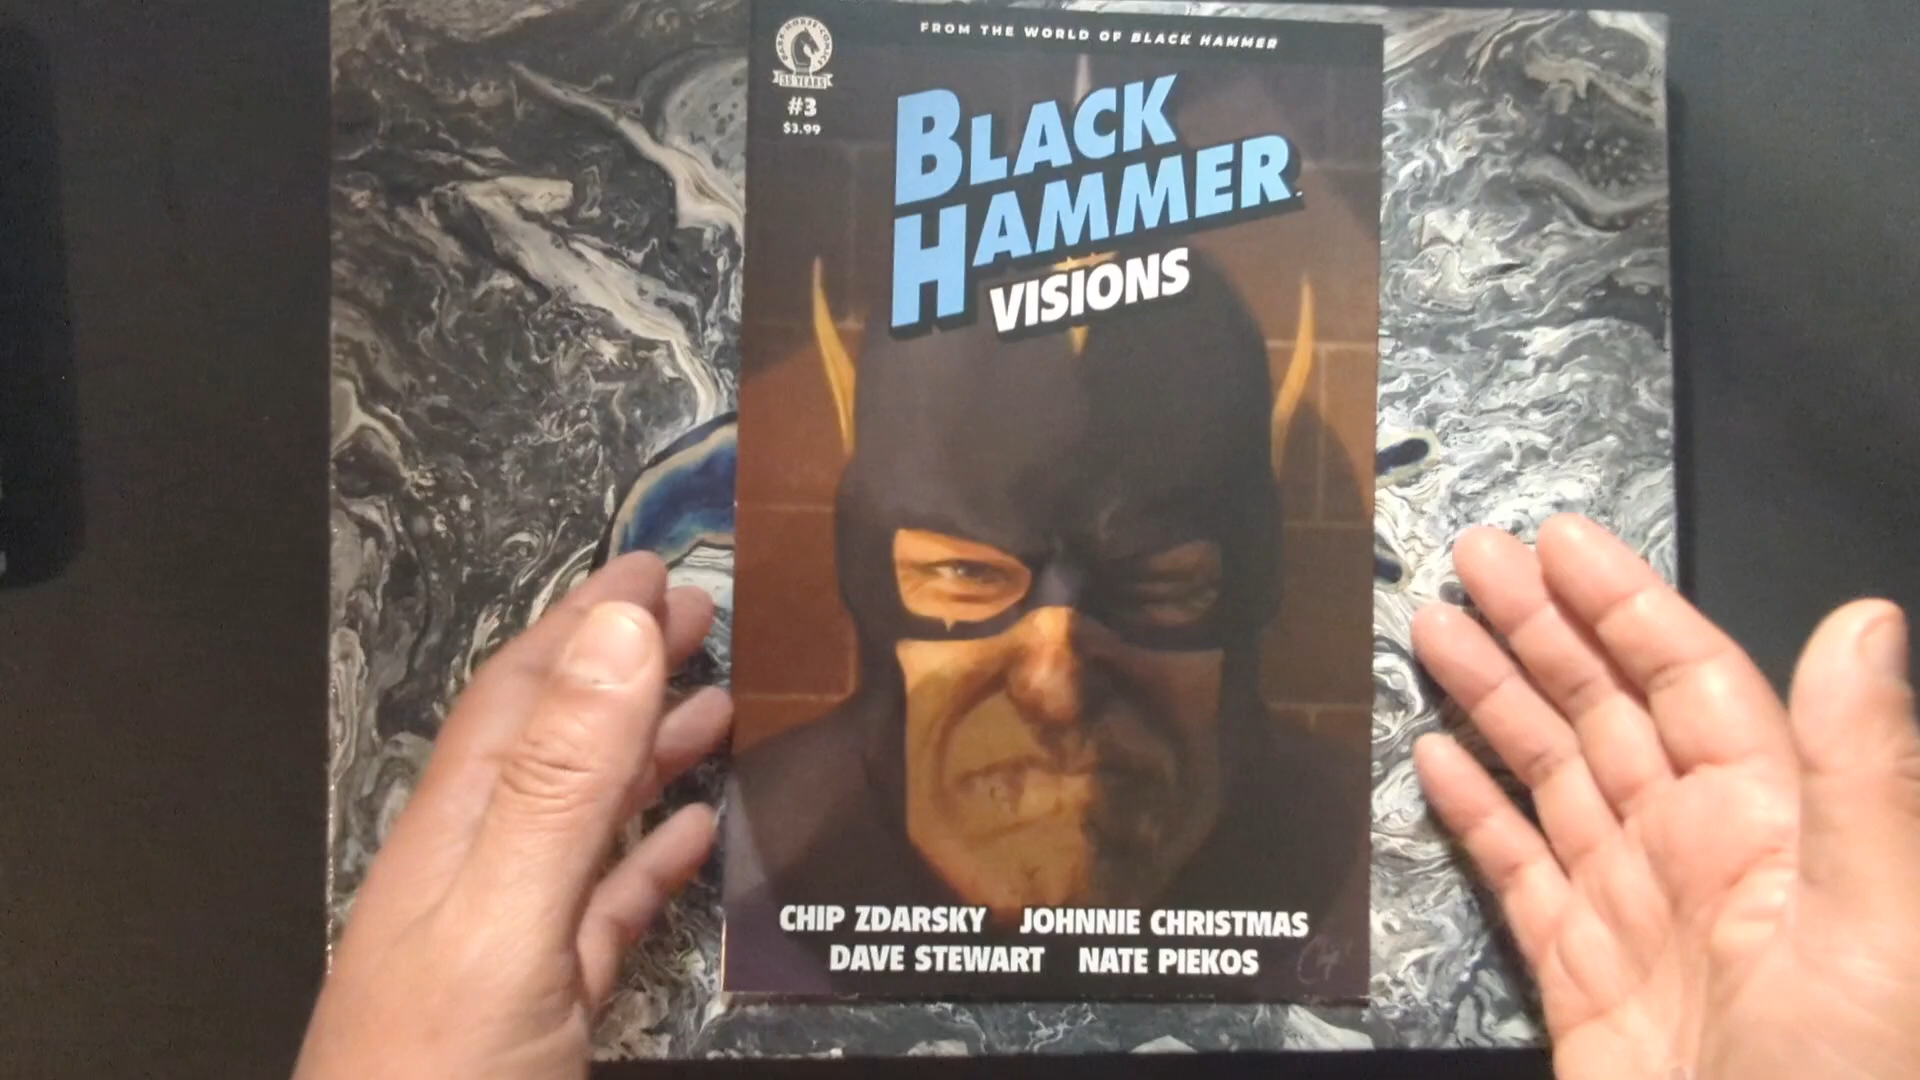 FROM THE WORLD OF BLACK HAMMER
DARK HORSE COMICS
35 YEARS
#3
$3.99
BLACK
HAMMER
VISIONS
CHIP ZDARSKY JOHNNIE CHRISTMAS
DAVE STEWART NATE PIEKOS